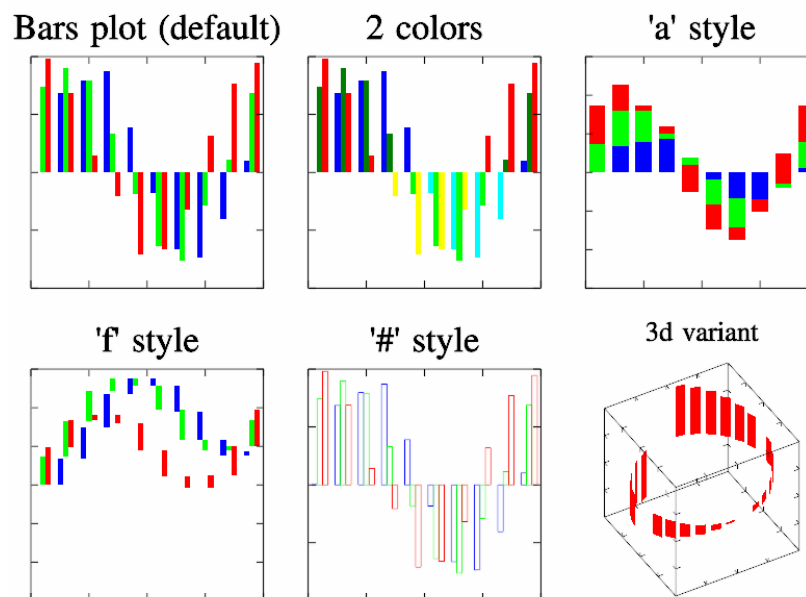 Bars plot (default)
2 colors
'a' style
'f' style
'#' style
3d variant